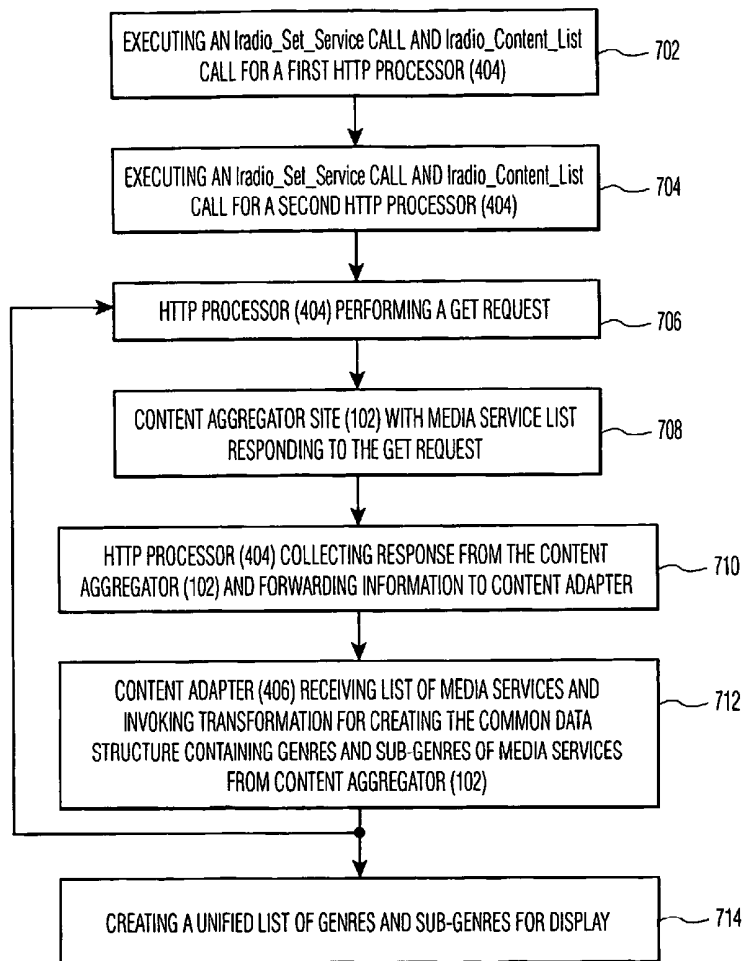 EXECUTING AN Iradio_Set_Service CALL AND Iradio_Content_List
CALL FOR A FIRST HTTP PROCESSOR (404)
702
EXECUTING AN Iradio_Set_Service CALL AND Iradio_Content_List
CALL FOR A SECOND HTTP PROCESSOR (404)
704
HTTP PROCESSOR (404) PERFORMING A GET REQUEST
706
CONTENT AGGREGATOR SITE (102) WITH MEDIA SERVICE LIST
RESPONDING TO THE GET REQUEST
708
HTTP PROCESSOR (404) COLLECTING RESPONSE FROM THE CONTENT
AGGREGATOR (102) AND FORWARDING INFORMATION TO CONTENT ADAPTER
710
CONTENT ADAPTER (406) RECEIVING LIST OF MEDIA SERVICES AND
INVOKING TRANSFORMATION FOR CREATING THE COMMON DATA
STRUCTURE CONTAINING GENRES AND SUB-GENRES OF MEDIA SERVICES
FROM CONTENT AGGREGATOR (102)
712
CREATING A UNIFIED LIST OF GENRES AND SUB-GENRES FOR DISPLAY
714